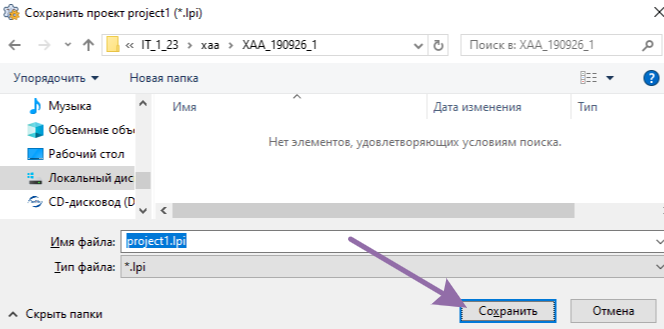 Сохранить проект project1 (*.lpi)
« IT_1_23 › xaa › XAA_190926_1
Поиск в: XAA_190926_1
Упорядочить
Новая папка
Музыка
Объемные объ
Рабочий стол
Локальный дис
CD-дисковод (D
Имя
Дата изменения
Тип
Нет элементов, удовлетворяющих условиям поиска.
Имя файла: project1.lpi
Тип файла: *.lpi
Скрыть папки
Сохранить
Отмена